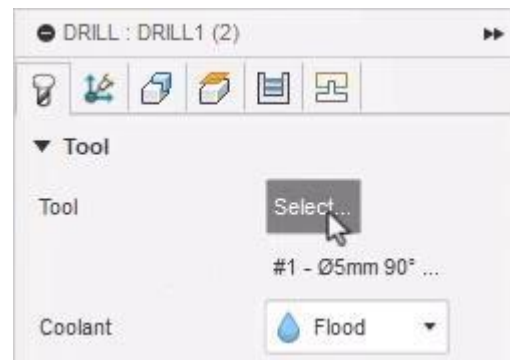 DRILL : DRILL1 (2)
Tool
Tool
Select...
#1 - Ø5mm 90° ...
Coolant
Flood